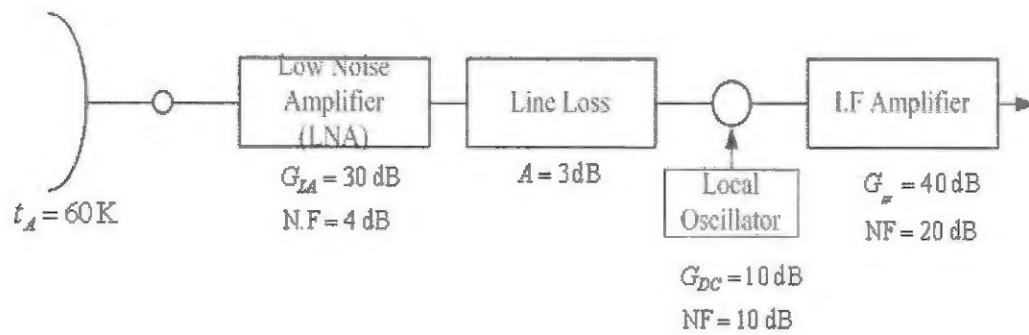 Low Noise
Amplifier
(LNA)
Line Loss
I.F Amplifier
G_LA = 30 dB
N.F = 4 dB
A = 3dB
Local
Oscillator
G = 40 dB
NF = 20 dB
t_A = 60 K
G_DC = 10 dB
NF = 10 dB